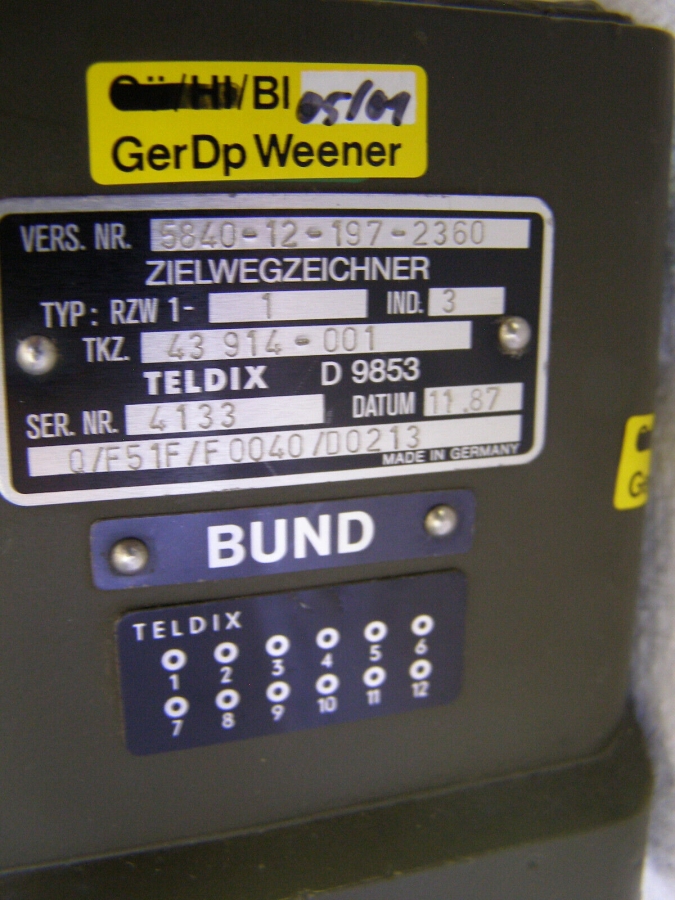 /BI 05/01
GerDp Weener
VERS. NR. 5840-12-197-2360
ZIELWEGZEICHNER
TYP: RZW 1- 1 IND. 3
TKZ. 43 914-001
TELDIX D 9853
SER. NR. 4133 DATUM 11.87
Q/F51F/F0040/D0213
MADE IN GERMANY
BUND
TELDIX
1 2 3 4 5 6
7 8 9 10 11 12